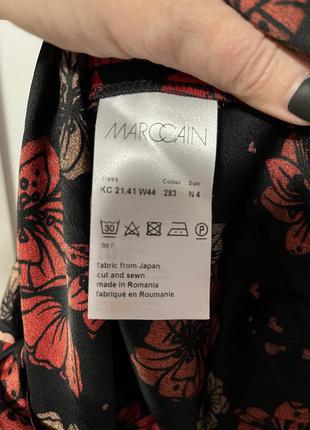 MARCCAIN
dress Colour Size
KC 21.41 W44 283 N 4
30 P
86 F
fabric from Japan
cut and sewn
made in Romania
fabriqué en Roumanie